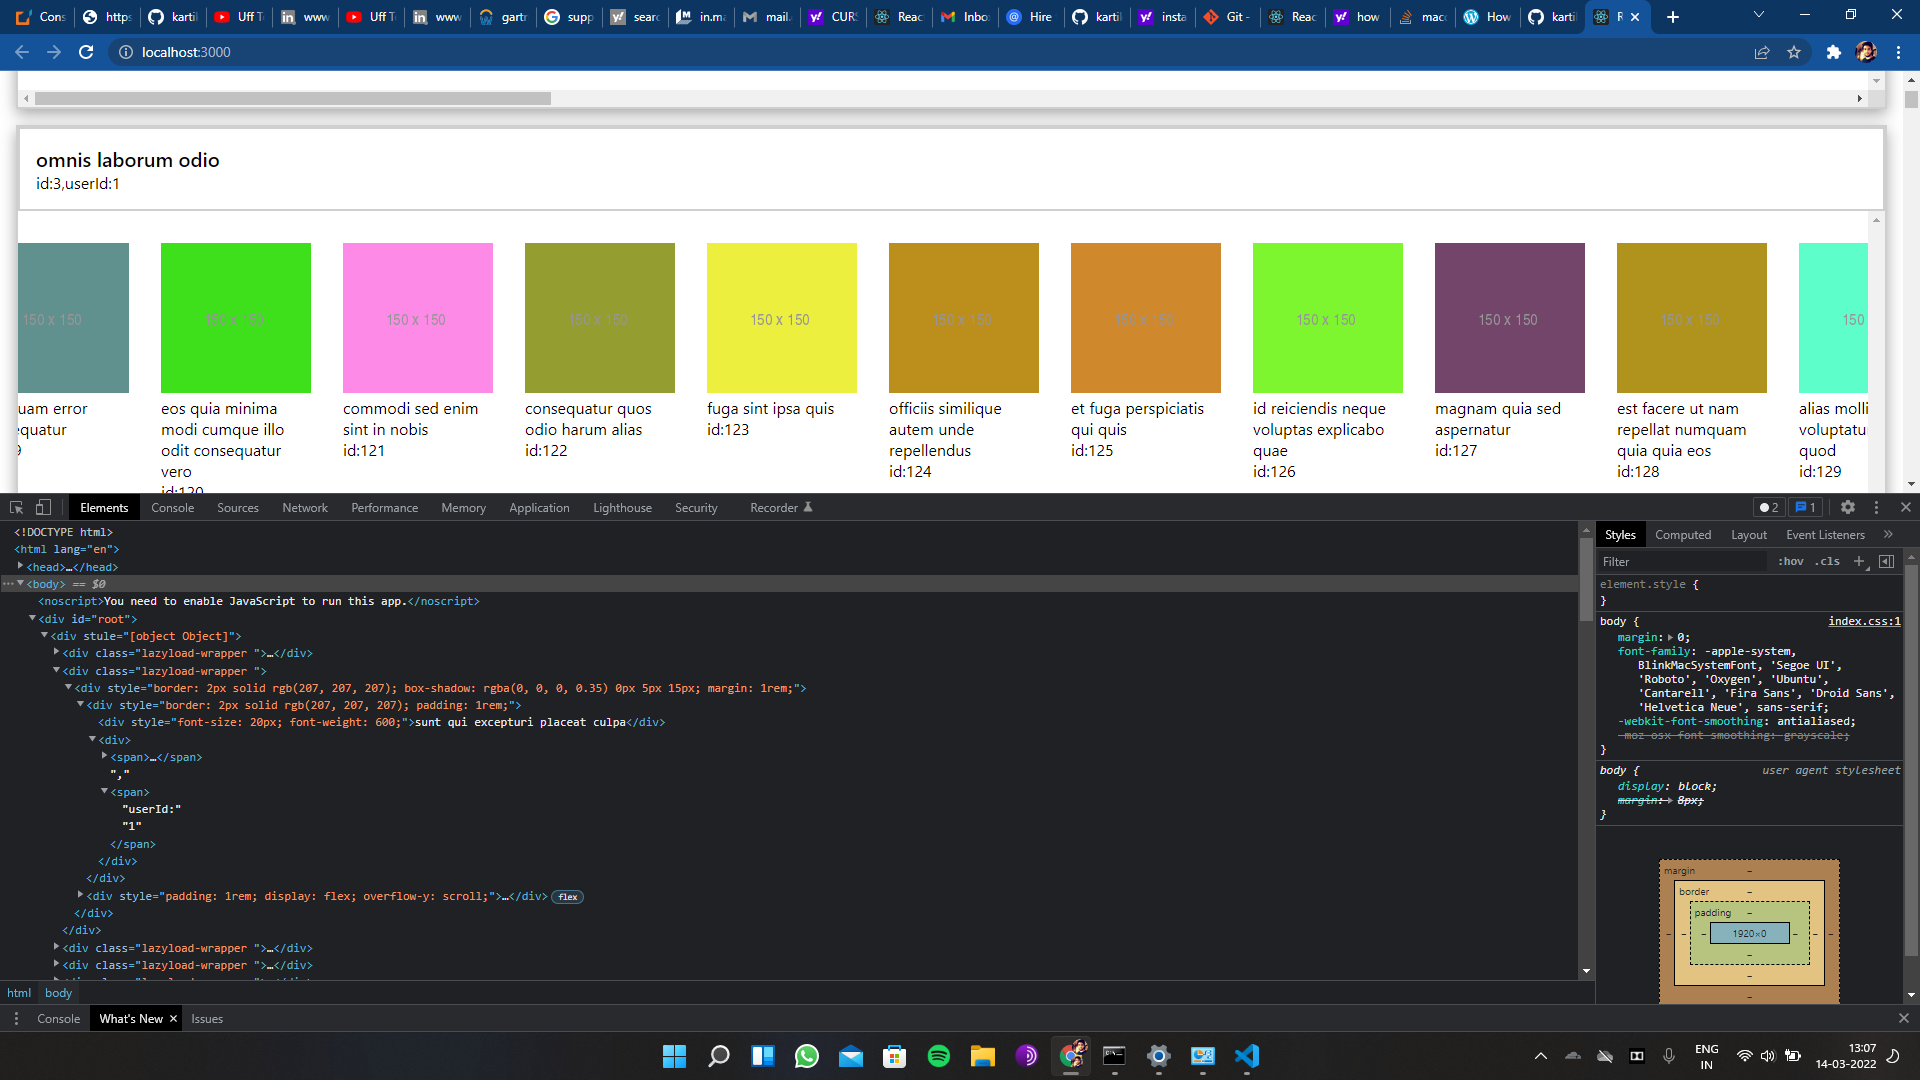 Cons
https
kartil
Uff To
www
Uff To
www
gartr
supp
searc
in.ma
mail.
CURS
Reac
Inbo
Hire
kartil
insta
Git -
Reac
how
macc
How
kartil
R
localhost:3000
omnis laborum odio
id:3,userId:1
150 x 150 150 x 150 150 x 150 150 x 150 150 x 150 150 x 150 150 x 150 150 x 150 150 x 150 150 x 150 150
uam error
equatur
9
eos quia minima
modi cumque illo
odit consequatur
vero
id:120
commodi sed enim
sint in nobis
id:121
consequatur quos
odio harum alias
id:122
fuga sint ipsa quis
id:123
officiis similique
autem unde
repellendus
id:124
et fuga perspiciatis
qui quis
id:125
id reiciendis neque
voluptas explicabo
quae
id:126
magnam quia sed
aspernatur
id:127
est facere ut nam
repellat numquam
quia quia eos
id:128
alias molli
voluptatu
quod
id:129
Elements Console Sources Network Performance Memory Application Lighthouse Security Recorder 2 1
<!DOCTYPE html>
<html lang="en">
<head>…</head>
<body> == $0
<noscript>You need to enable JavaScript to run this app.</noscript>
<div id="root">
<div stule="[object Object]">
<div class="lazyload-wrapper ">…</div>
<div class="lazyload-wrapper ">
<div style="border: 2px solid rgb(207, 207, 207); box-shadow: rgba(0, 0, 0, 0.35) 0px 5px 15px; margin: 1rem;">
<div style="border: 2px solid rgb(207, 207, 207); padding: 1rem;">
<div style="font-size: 20px; font-weight: 600;">sunt qui excepturi placeat culpa</div>
<div>
<span>…</span>
","
<span>
"userId:"
"1"
</span>
</div>
</div>
<div style="padding: 1rem; display: flex; overflow-y: scroll;">…</div> flex
</div>
</div>
<div class="lazyload-wrapper ">…</div>
<div class="lazyload-wrapper ">…</div>
html body
Styles Computed Layout Event Listeners »
Filter :hov .cls +
element.style {
}
body { index.css:1
margin: 0;
font-family: -apple-system,
BlinkMacSystemFont, 'Segoe UI',
'Roboto', 'Oxygen', 'Ubuntu',
'Cantarell', 'Fira Sans', 'Droid Sans',
'Helvetica Neue', sans-serif;
-webkit-font-smoothing: antialiased;
-moz-osx-font-smoothing: grayscale;
}
body { user agent stylesheet
display: block;
margin: 8px;
}
margin –
border –
padding –
– – – 1920×0 – – –
–
–
–
Console What's New × Issues
ENG
IN
13:07
14-03-2022